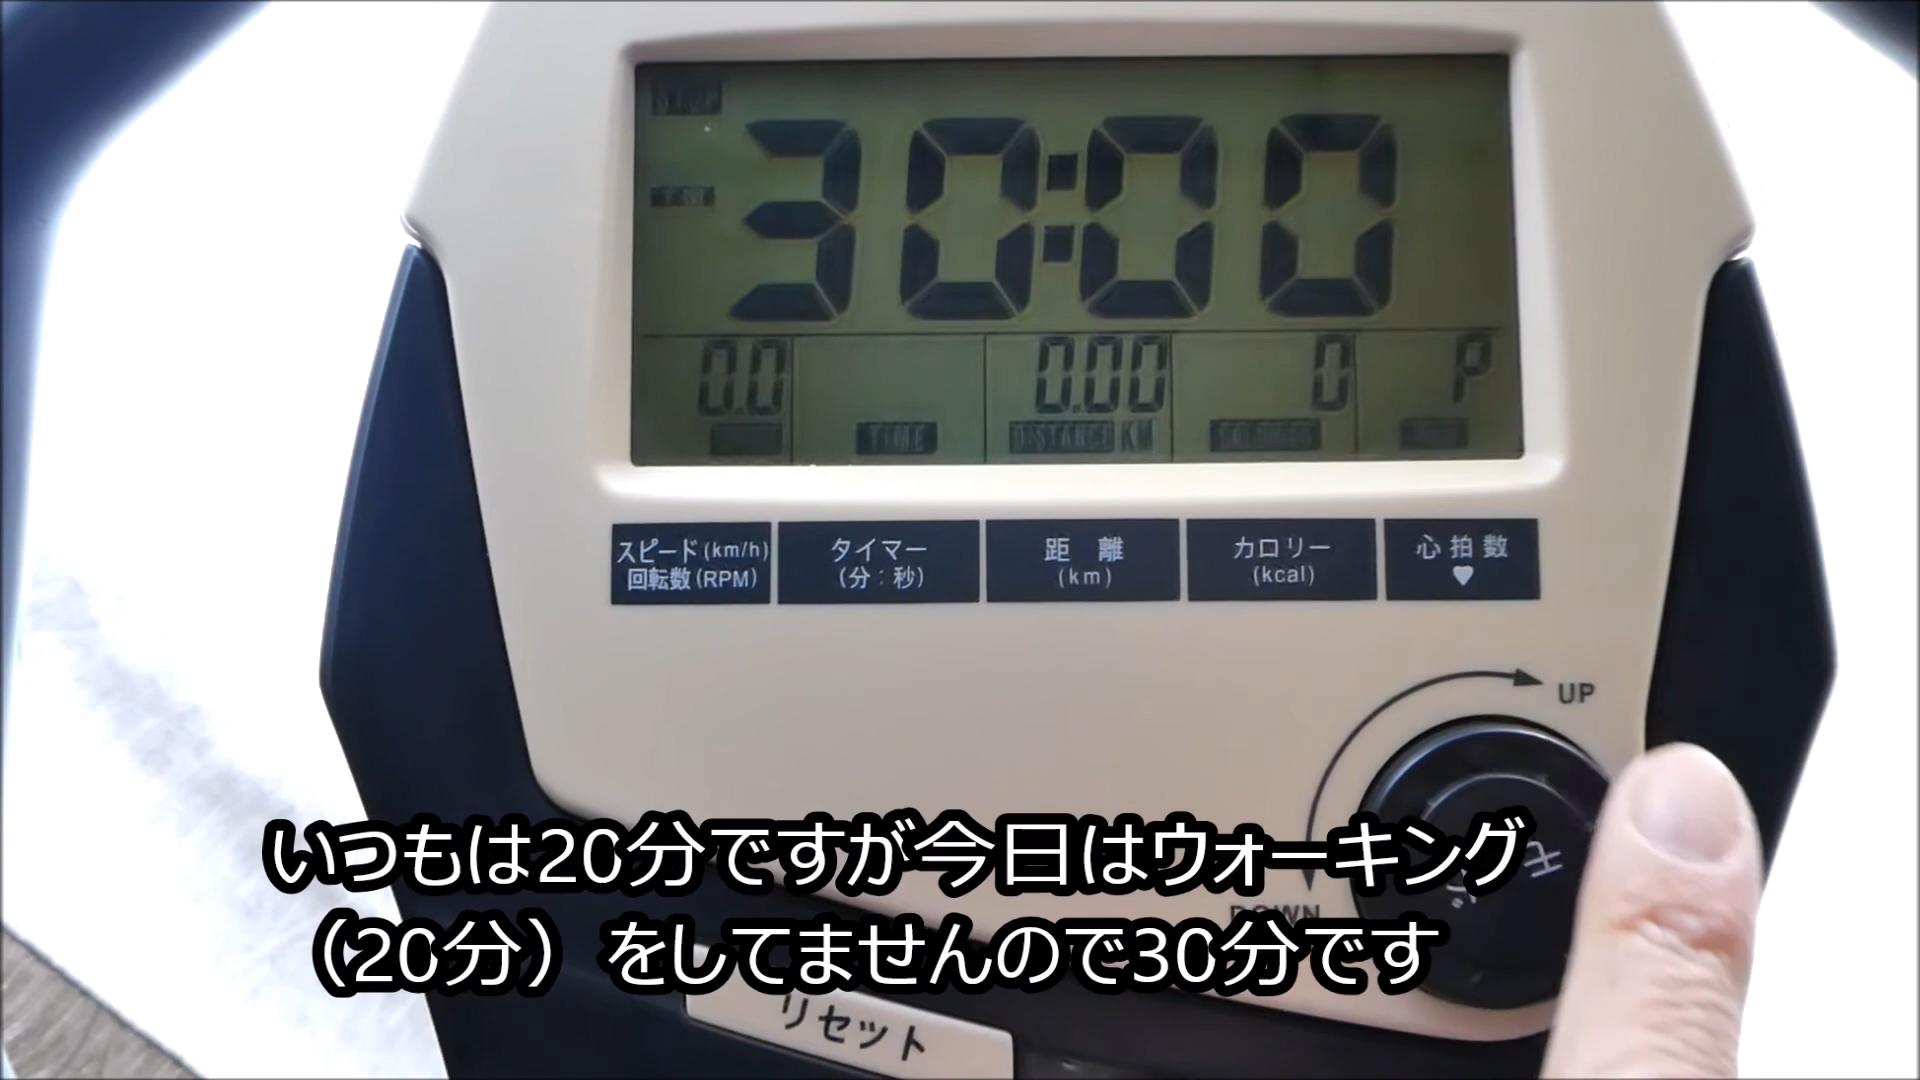 STOP
30:00
0.0
0.00
0
P
TIME
DISTANCE KM
スピード(km/h)
回転数(RPM)
タイマー
(分:秒)
距 離
(km)
カロリー
(kcal)
心拍数
♥
UP
DOWN
いつもは20分ですが今日はウォーキング
(20分)をしてませんので30分です
リセット